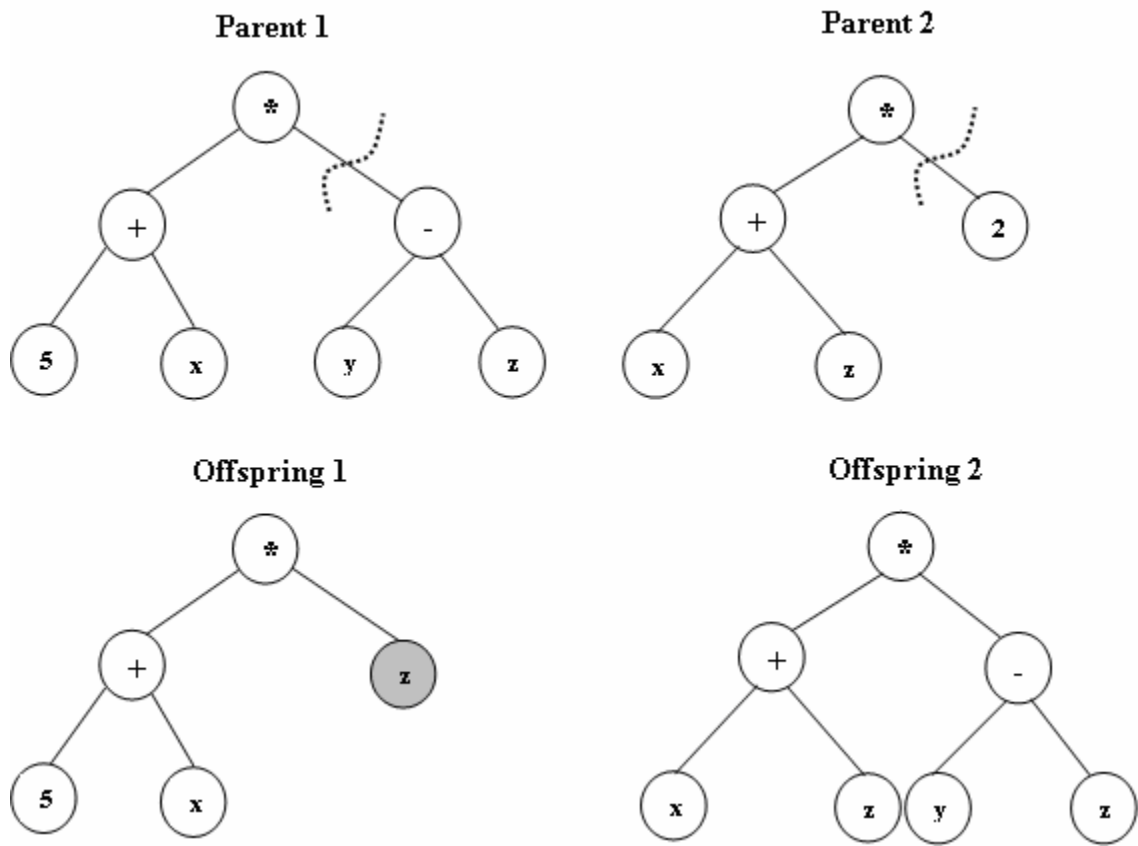 Parent 1
Parent 2
*
*
+
-
+
2
5
x
y
z
x
z
Offspring 1
Offspring 2
*
*
+
z
+
-
5
x
x
z
y
z